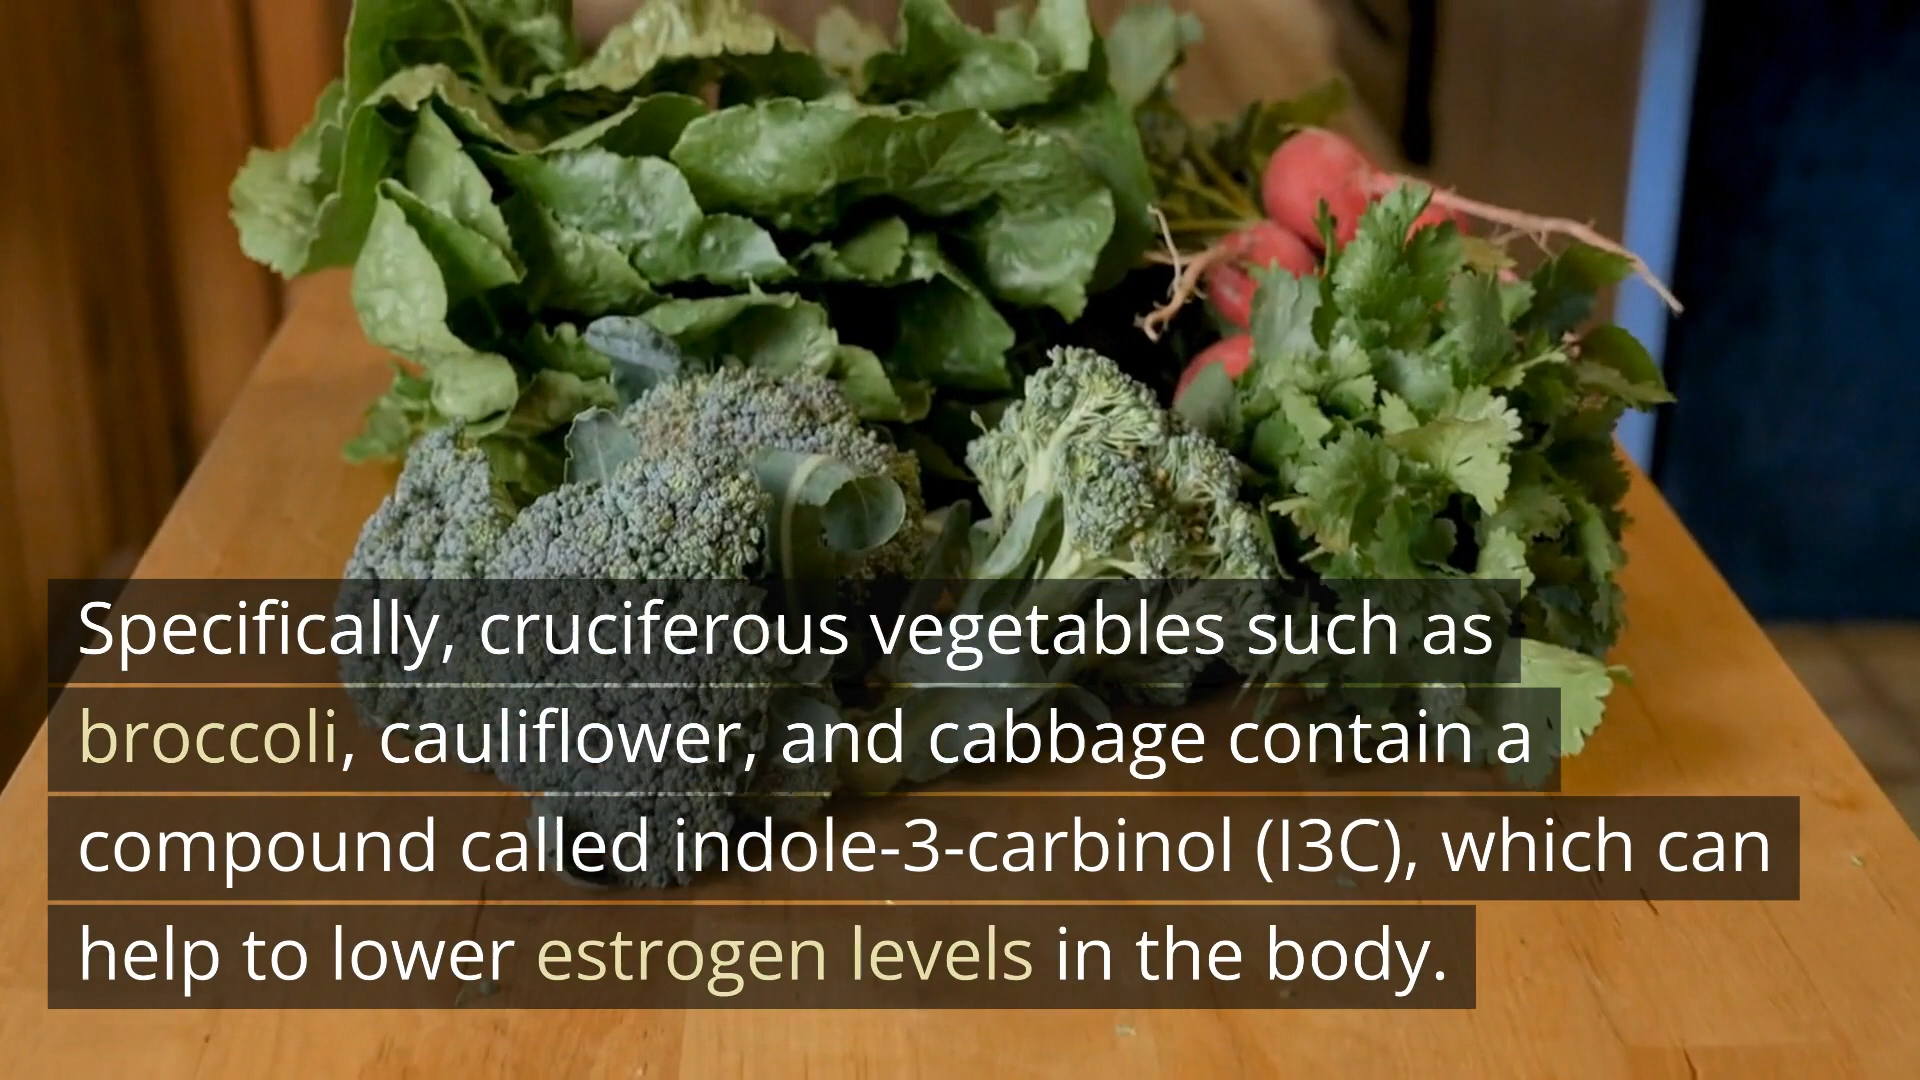 Specifically, cruciferous vegetables such as
broccoli, cauliflower, and cabbage contain a
compound called indole-3-carbinol (I3C), which can
help to lower estrogen levels in the body.